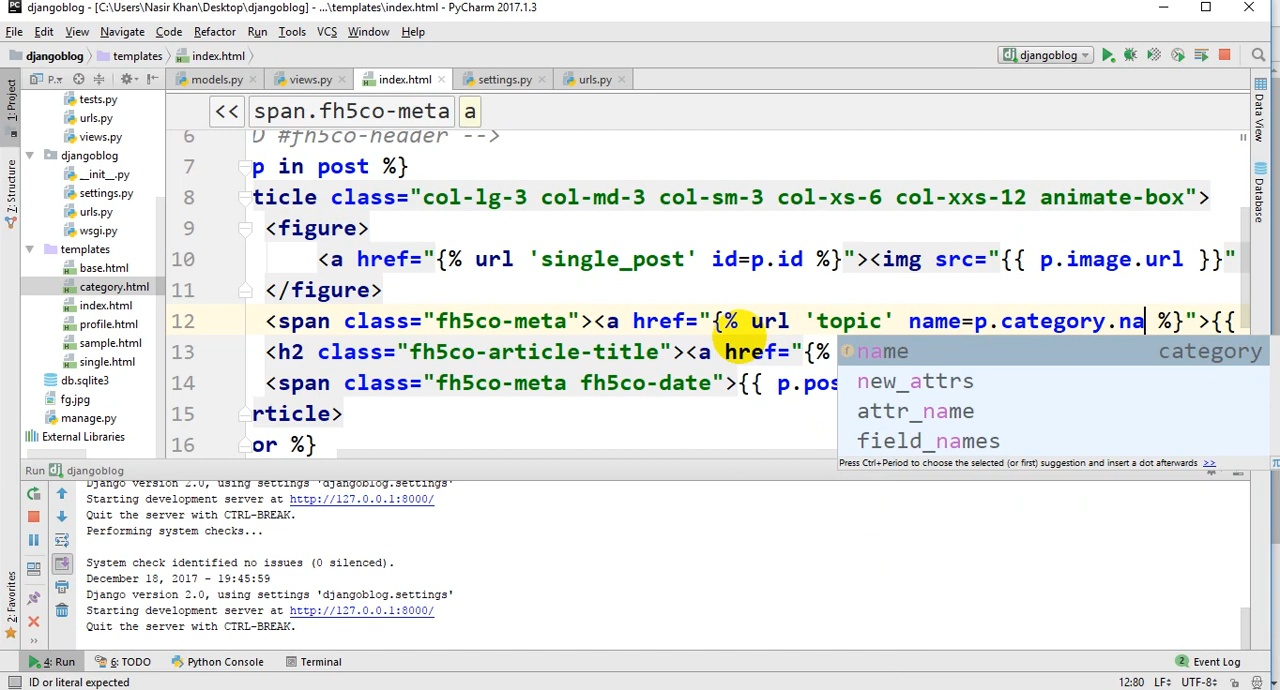 djangoblog - [C:\Users\Nasir Khan\Desktop\djangoblog] - ...\templates\index.html - PyCharm 2017.1.3
File Edit View Navigate Code Refactor Run Tools VCS Window Help
djangoblog templates index.html djangoblog
P... models.py views.py index.html settings.py urls.py
1: Project
Z: Structure
2: Favorites
Data View
Database
tests.py
urls.py
views.py
djangoblog
__init__.py
settings.py
urls.py
wsgi.py
templates
base.html
category.html
index.html
profile.html
sample.html
single.html
db.sqlite3
fg.jpg
manage.py
External Libraries
<< span.fh5co-meta a
6 D #fh5co-header -->
7 p in post %}
8 ticle class="col-lg-3 col-md-3 col-sm-3 col-xs-6 col-xxs-12 animate-box">
9 <figure>
10 <a href="{% url 'single_post' id=p.id %}"><img src="{{ p.image.url }}"
11 </figure>
12 <span class="fh5co-meta"><a href="{% url 'topic' name=p.category.na %}">{{
13 <h2 class="fh5co-article-title"><a href="{%
14 <span class="fh5co-meta fh5co-date">{{ p.pos
15 rticle>
16 or %}
name category
new_attrs
attr_name
field_names
Press Ctrl+Period to choose the selected (or first) suggestion and insert a dot afterwards >>
Run djangoblog
Django version 2.0, using settings 'djangoblog.settings'
Starting development server at http://127.0.0.1:8000/
Quit the server with CTRL-BREAK.
Performing system checks...
System check identified no issues (0 silenced).
December 18, 2017 - 19:45:59
Django version 2.0, using settings 'djangoblog.settings'
Starting development server at http://127.0.0.1:8000/
Quit the server with CTRL-BREAK.
4: Run 6: TODO Python Console Terminal 2 Event Log
ID or literal expected 12:80 LF÷ UTF-8÷